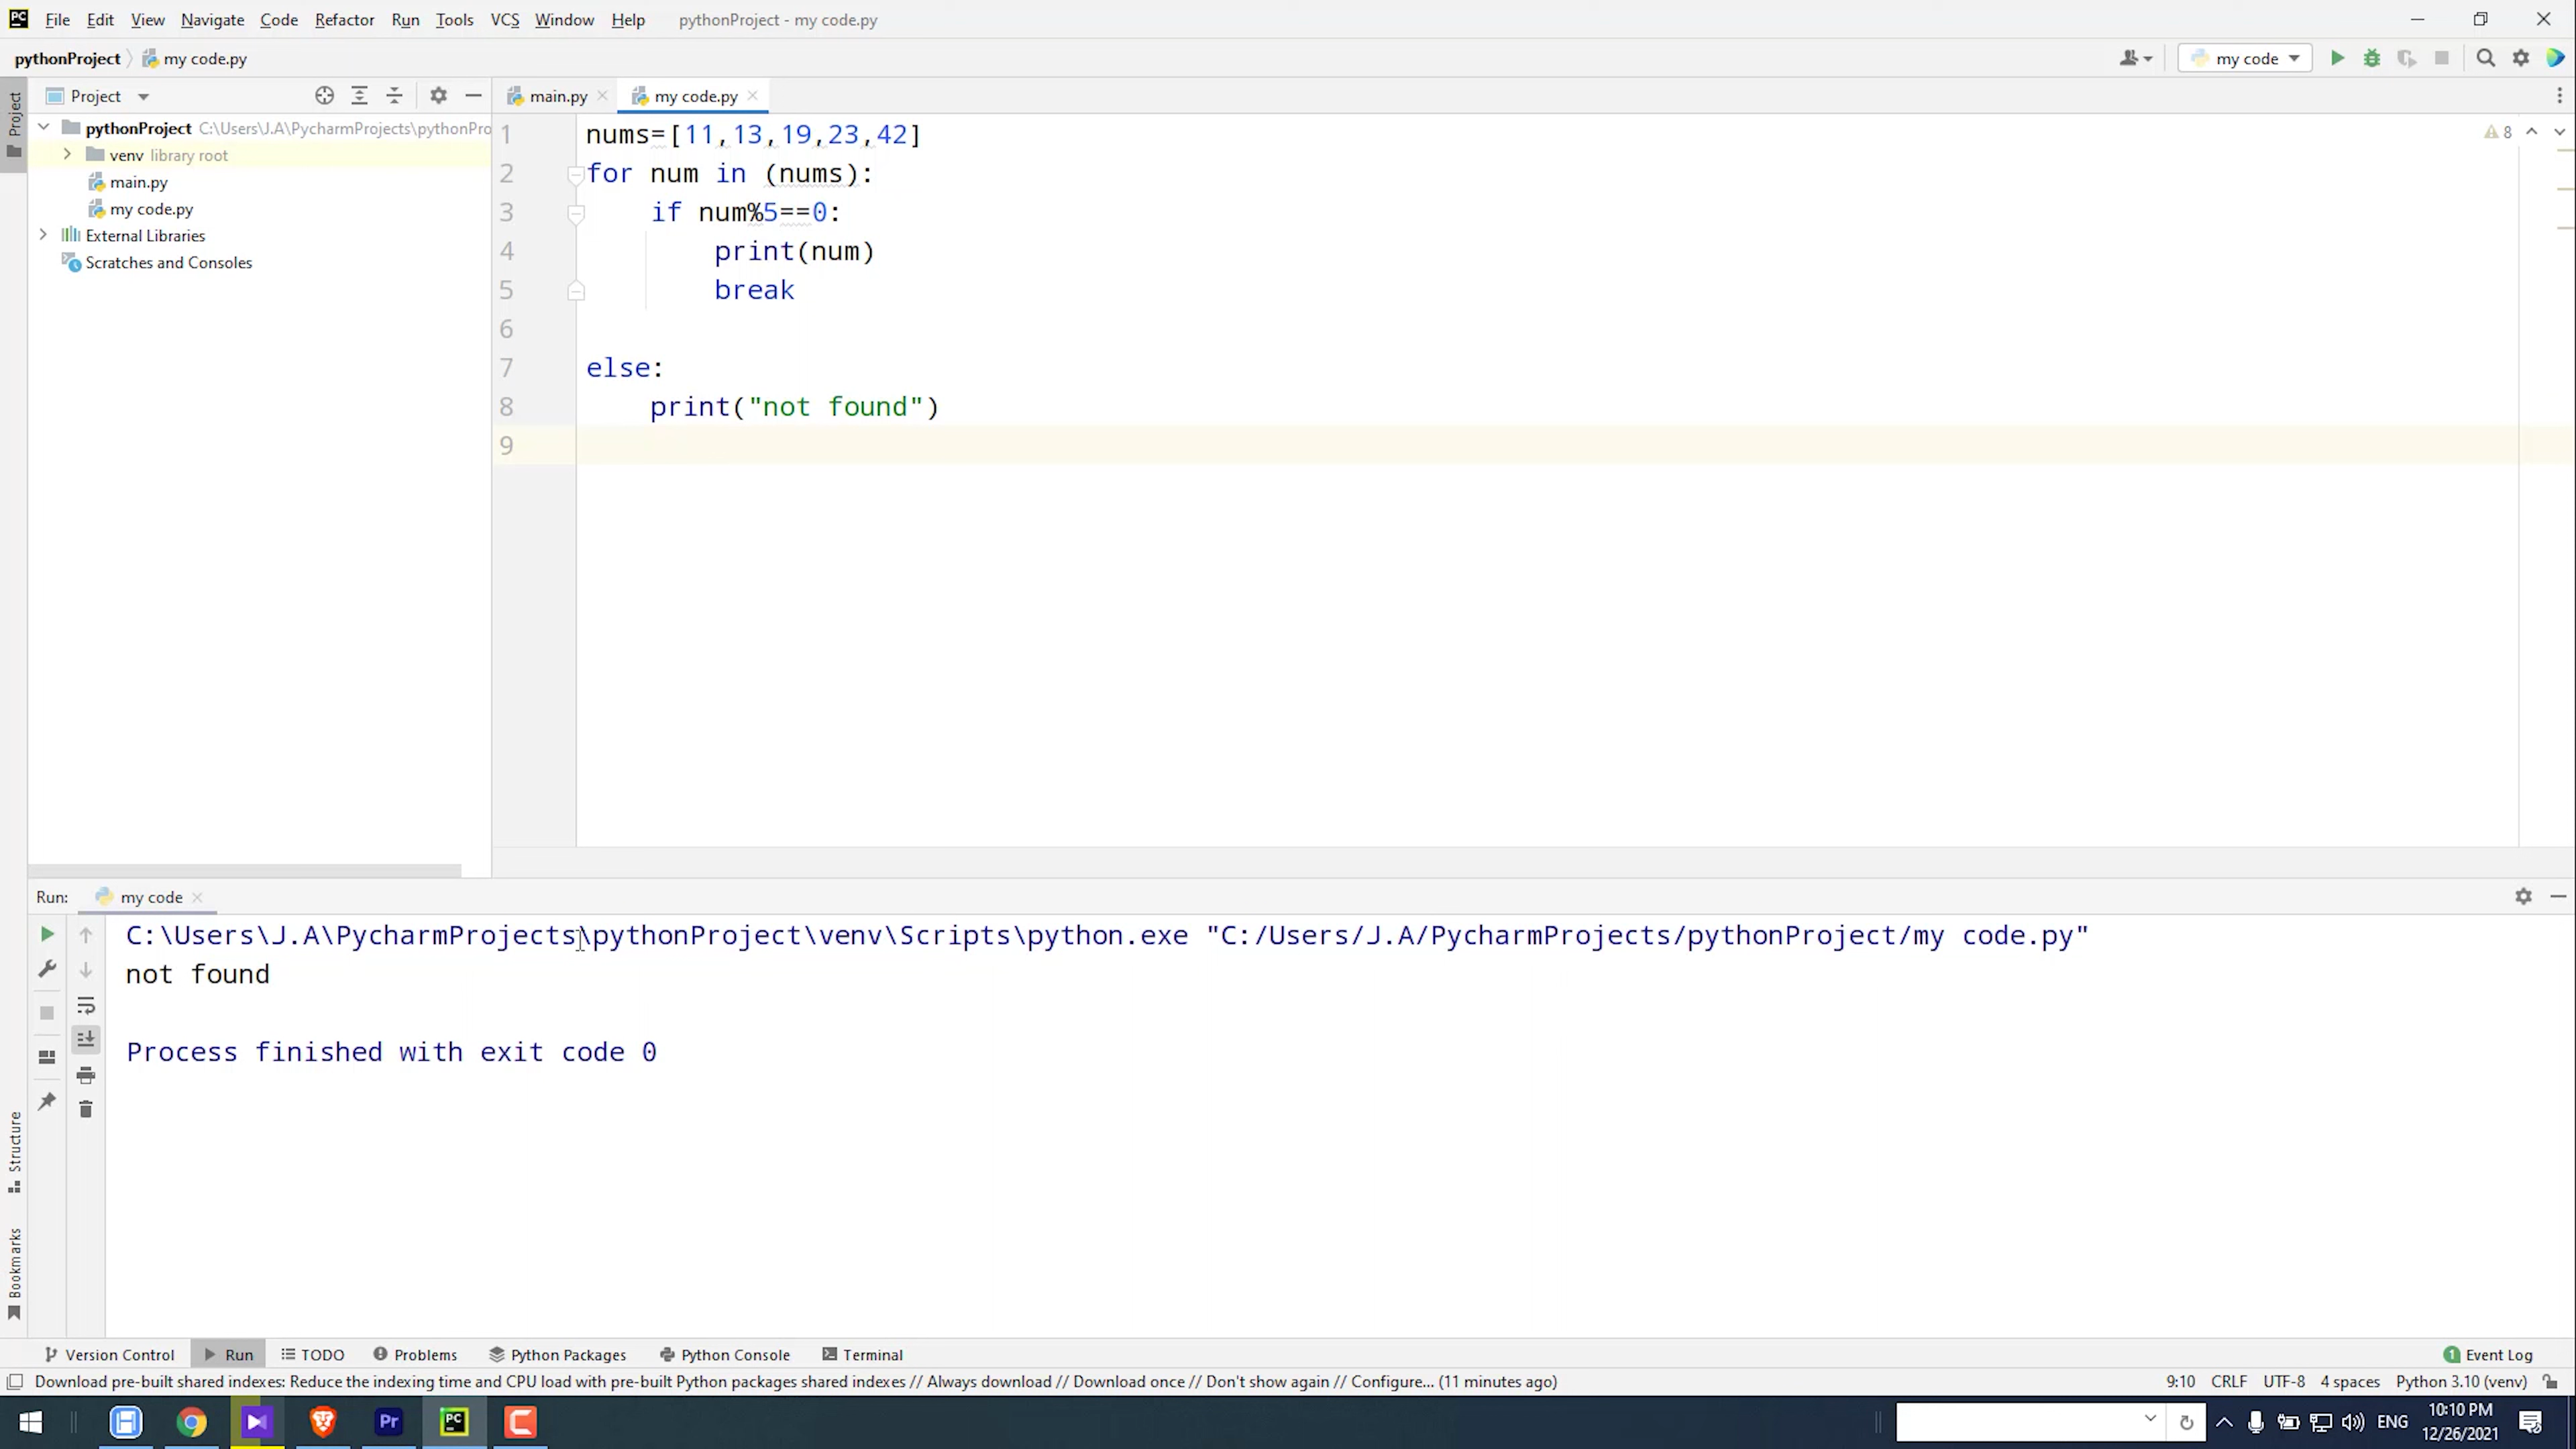 PC File Edit View Navigate Code Refactor Run Tools VCS Window Help pythonProject - my code.py
pythonProject my code.py my code
Project main.py my code.py
pythonProject C:\Users\J.A\PycharmProjects\pythonPro
venv library root
main.py
my code.py
External Libraries
Scratches and Consoles
Project
8
1 nums=[11,13,19,23,42]
2 for num in (nums):
3 if num%5==0:
4 print(num)
5 break
6
7 else:
8 print("not found")
9
Run: my code
C:\Users\J.A\PycharmProjects\pythonProject\venv\Scripts\python.exe "C:/Users/J.A/PycharmProjects/pythonProject/my code.py"
not found
Process finished with exit code 0
Structure
Bookmarks
Version Control Run TODO Problems Python Packages Python Console Terminal 1 Event Log
Download pre-built shared indexes: Reduce the indexing time and CPU load with pre-built Python packages shared indexes // Always download // Download once // Don't show again // Configure... (11 minutes ago) 9:10 CRLF UTF-8 4 spaces Python 3.10 (venv)
Pr PC ENG 10:10 PM
12/26/2021